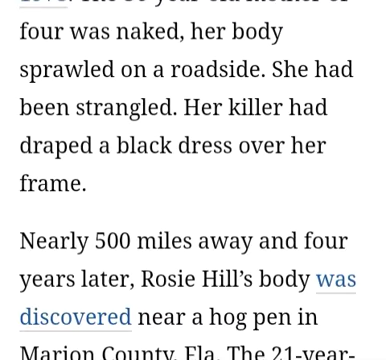 four was naked, her body
sprawled on a roadside. She had
been strangled. Her killer had
draped a black dress over her
frame.
Nearly 500 miles away and four
years later, Rosie Hill’s body was
discovered near a hog pen in
Marion County, Fla. The 21-year-